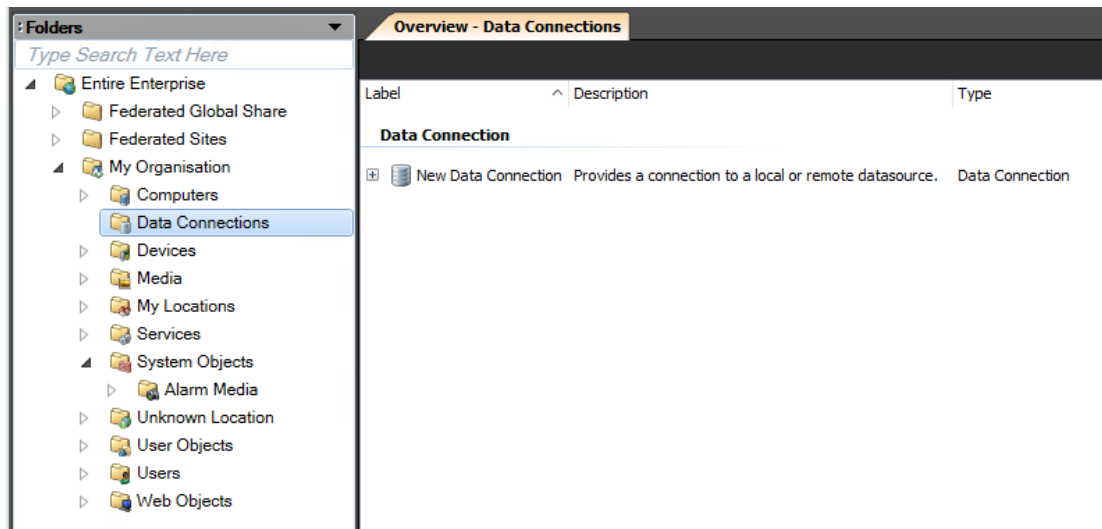 Folders
Type Search Text Here
Entire Enterprise
Federated Global Share
Federated Sites
My Organisation
Computers
Data Connections
Devices
Media
My Locations
Services
System Objects
Alarm Media
Unknown Location
User Objects
Users
Web Objects
Overview - Data Connections
Label Description Type
Data Connection
New Data Connection Provides a connection to a local or remote datasource. Data Connection